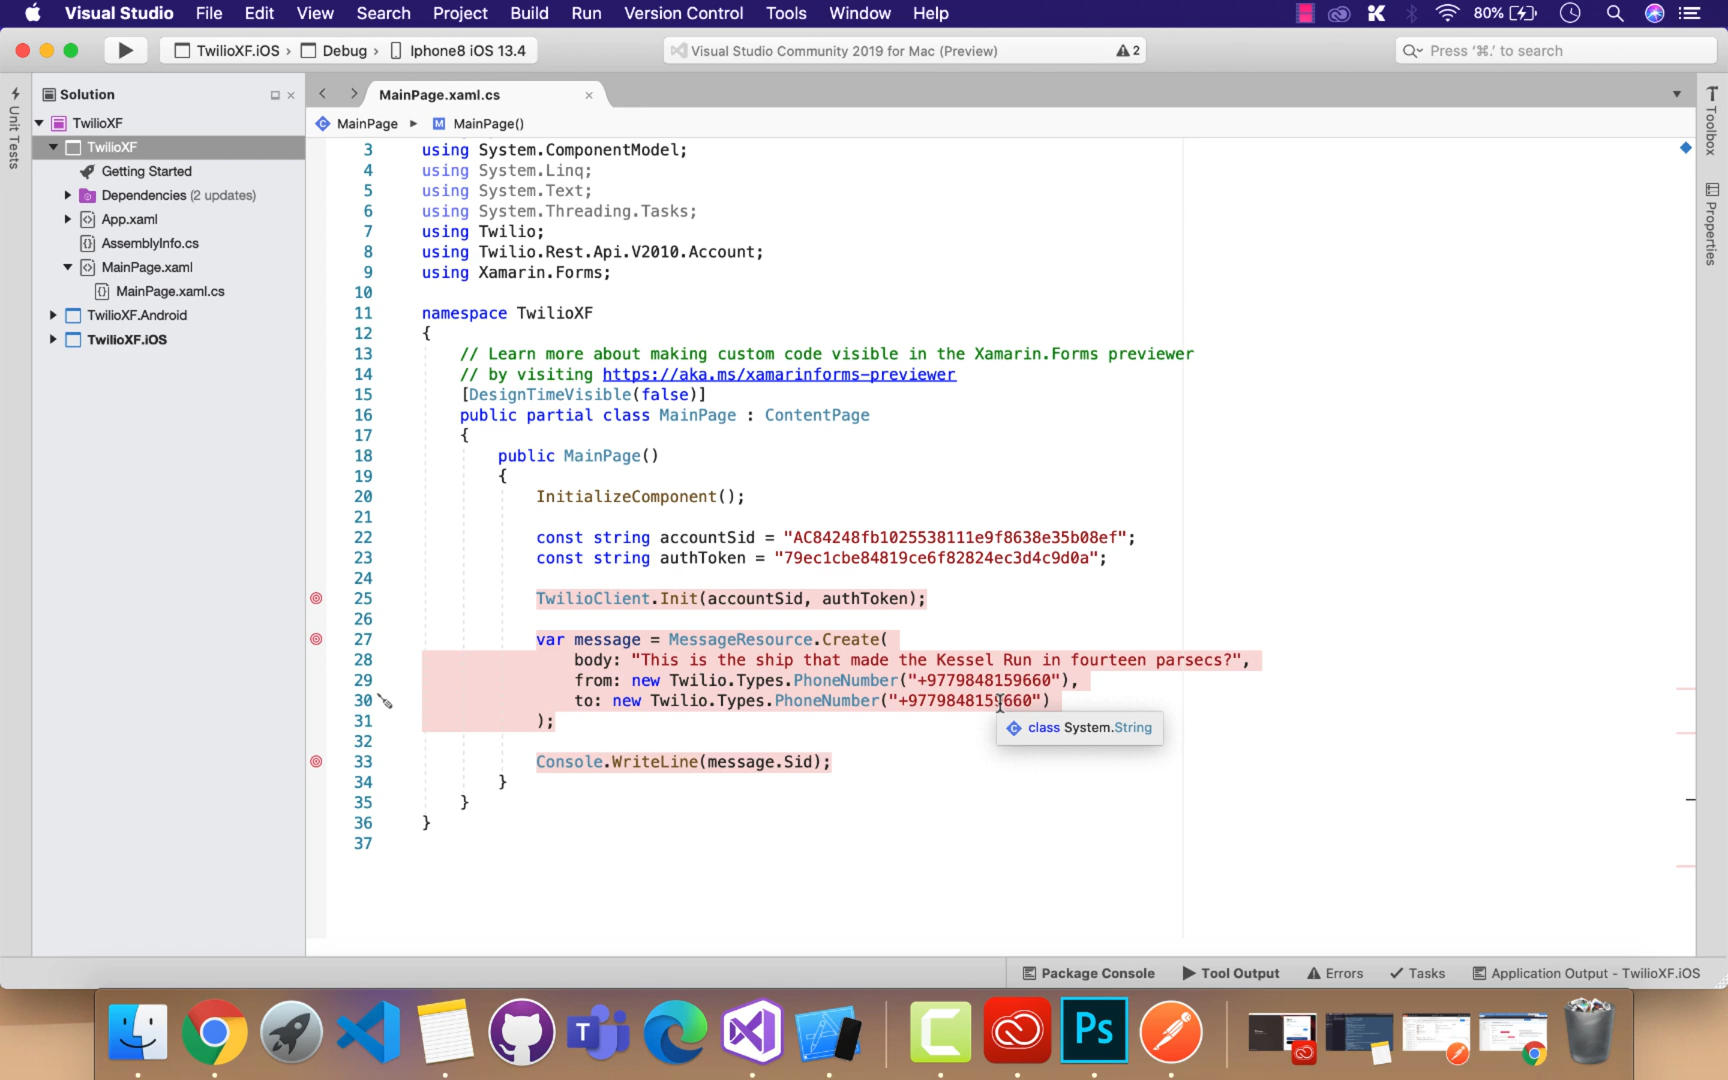 Visual Studio File Edit View Search Project Build Run Version Control Tools Window Help 80%
TwilioXF.iOS › Debug › Iphone8 iOS 13.4
Visual Studio Community 2019 for Mac (Preview) 2
Press ‘⌘.’ to search
Unit Tests
Solution
TwilioXF
TwilioXF
Getting Started
Dependencies (2 updates)
App.xaml
AssemblyInfo.cs
MainPage.xaml
MainPage.xaml.cs
TwilioXF.Android
TwilioXF.iOS
MainPage.xaml.cs
MainPage M MainPage()
3 using System.ComponentModel;
4 using System.Linq;
5 using System.Text;
6 using System.Threading.Tasks;
7 using Twilio;
8 using Twilio.Rest.Api.V2010.Account;
9 using Xamarin.Forms;
10
11 namespace TwilioXF
12 {
13 // Learn more about making custom code visible in the Xamarin.Forms previewer
14 // by visiting https://aka.ms/xamarinforms-previewer
15 [DesignTimeVisible(false)]
16 public partial class MainPage : ContentPage
17 {
18 public MainPage()
19 {
20 InitializeComponent();
21
22 const string accountSid = "AC84248fb1025538111e9f8638e35b08ef";
23 const string authToken = "79ec1cbe84819ce6f82824ec3d4c9d0a";
24
25 TwilioClient.Init(accountSid, authToken);
26
27 var message = MessageResource.Create(
28 body: "This is the ship that made the Kessel Run in fourteen parsecs?",
29 from: new Twilio.Types.PhoneNumber("+9779848159660"),
30 to: new Twilio.Types.PhoneNumber("+9779848159660")
31 );
32
33 Console.WriteLine(message.Sid);
34 }
35 }
36 }
37
class System.String
Toolbox
Properties
Package Console Tool Output Errors Tasks Application Output - TwilioXF.iOS
Ps